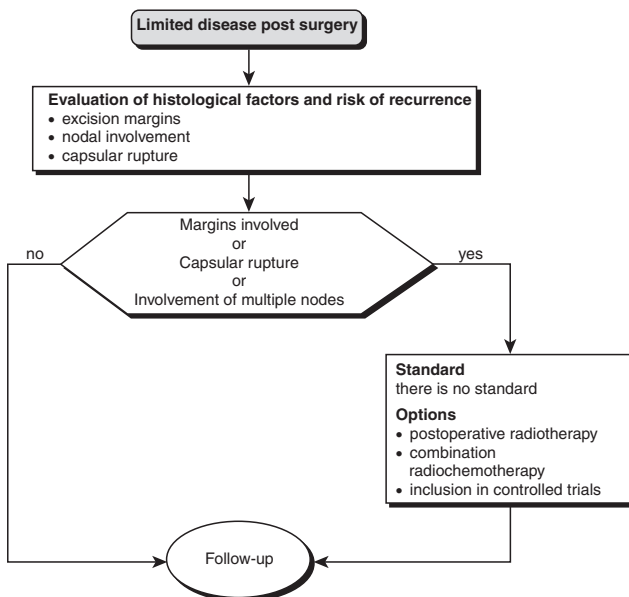 Limited disease post surgery
Evaluation of histological factors and risk of recurrence
• excision margins
• nodal involvement
• capsular rupture
Margins involved
or
Capsular rupture
or
Involvement of multiple nodes
no
yes
Standard
there is no standard
Options
• postoperative radiotherapy
• combination
radiochemotherapy
• inclusion in controlled trials
Follow-up